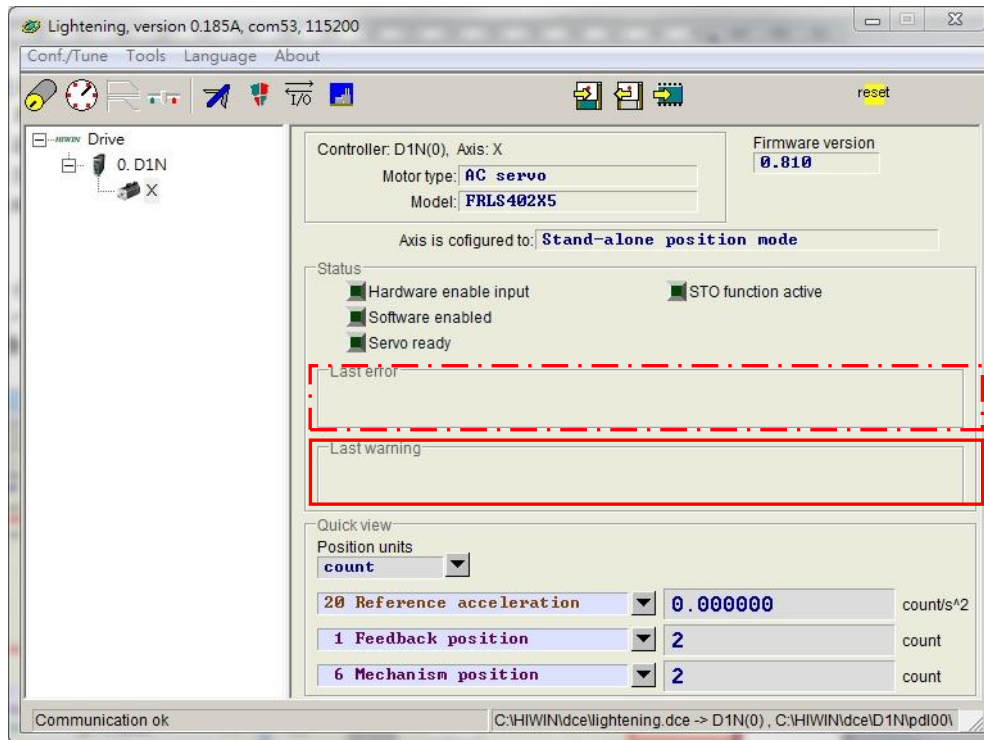 Lightening, version 0.185A, com53, 115200
Conf./Tune Tools Language About
I/O
reset
HIWIN Drive
0. D1N
X
Controller: D1N(0), Axis: X
Motor type: AC servo
Model: FRLS402X5
Firmware version
0.810
Axis is cofigured to: Stand-alone position mode
Status
Hardware enable input
STO function active
Software enabled
Servo ready
Last error
Last warning
Quick view
Position units
count
20 Reference acceleration 0.000000 count/s^2
1 Feedback position 2 count
6 Mechanism position 2 count
Communication ok
C:\HIWIN\dce\lightening.dce -> D1N(0) , C:\HIWIN\dce\D1N\pdl00\